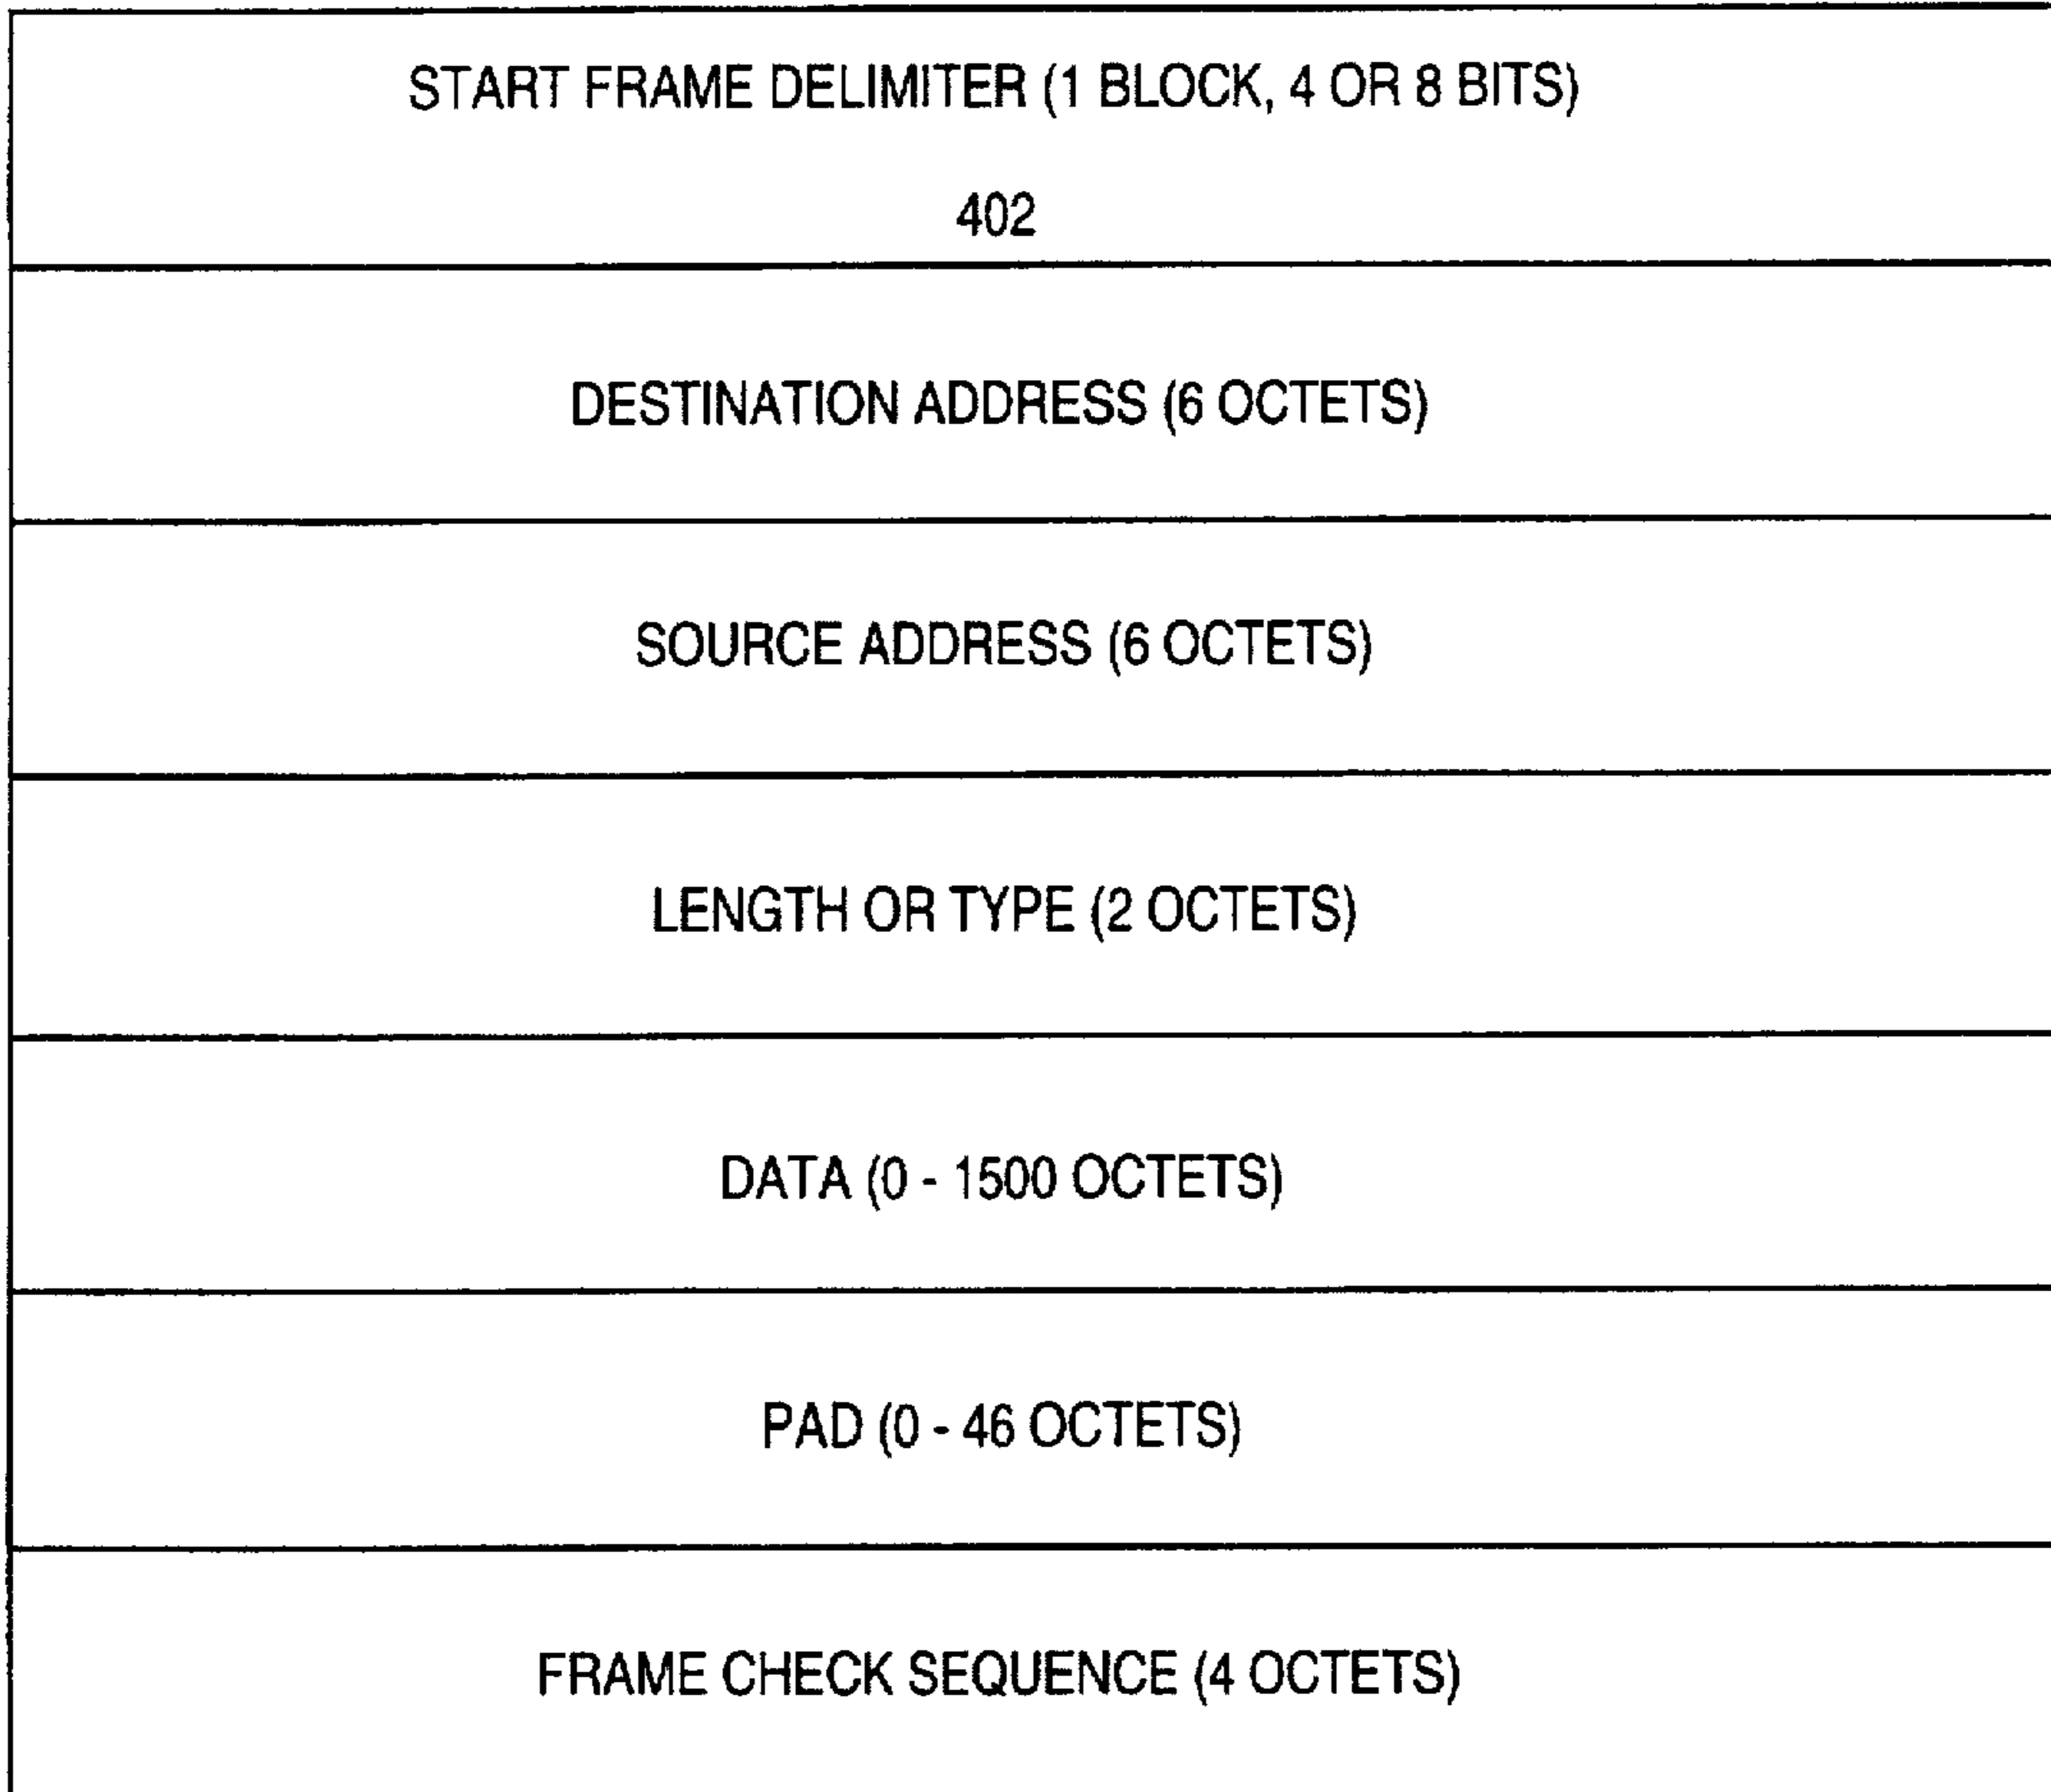 START FRAME DELIMITER (1 BLOCK, 4 OR 8 BITS)
402
DESTINATION ADDRESS (6 OCTETS)
SOURCE ADDRESS (6 OCTETS)
LENGTH OR TYPE (2 OCTETS)
DATA (0 - 1500 OCTETS)
PAD (0 - 46 OCTETS)
FRAME CHECK SEQUENCE (4 OCTETS)